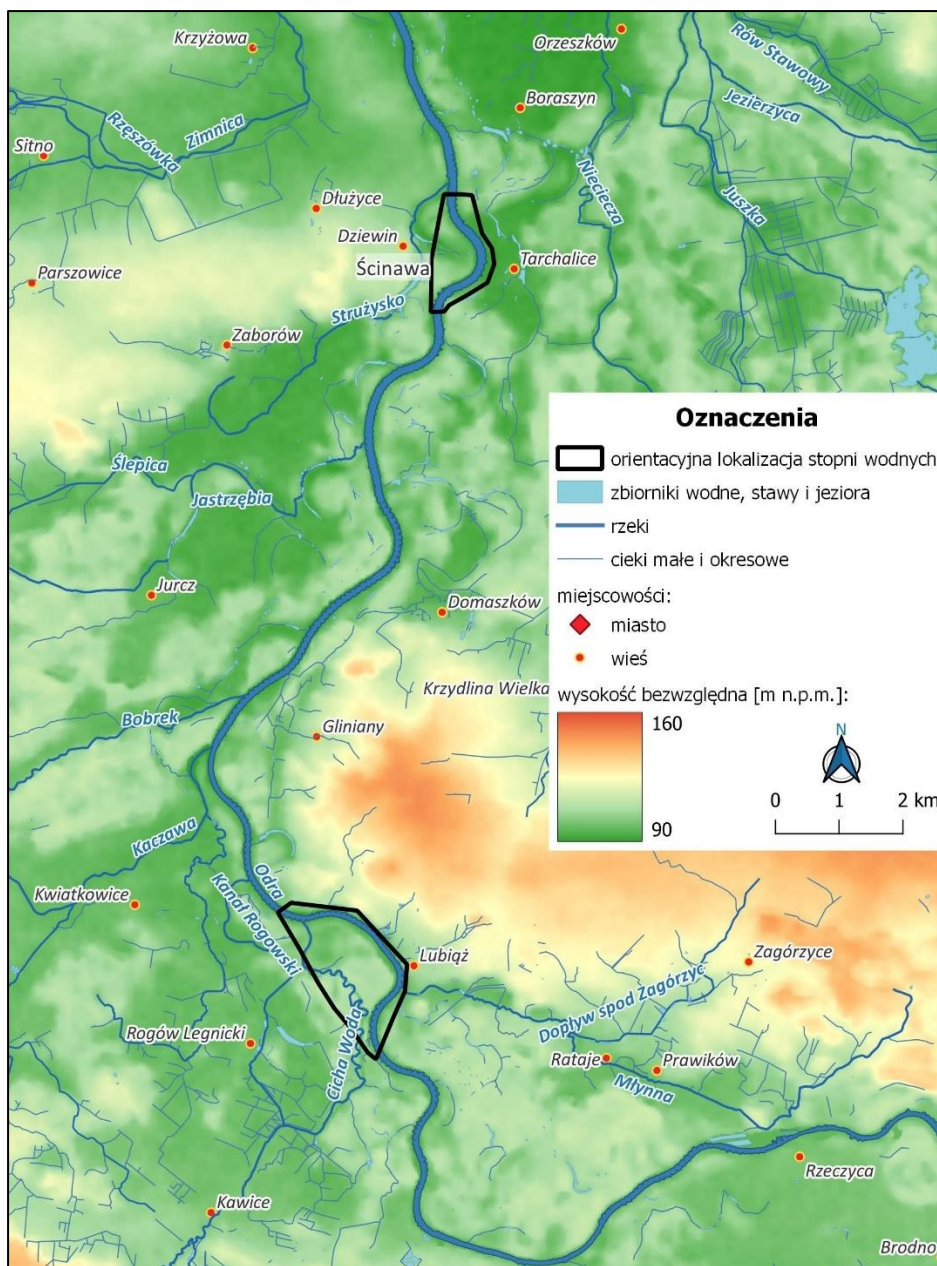 Krzyżowa
Orzeszków
Rów Stawowy
Boraszyn
Jezierzyca
Rzęszówka
Zimnica
Sitno
Nieciecza
Juszka
Dłużyce
Dziewin
Ścinawa
Tarchalice
Parszowice
Strużysko
Zaborów
Oznaczenia
orientacyjna lokalizacja stopni wodnych
zbiorniki wodne, stawy i jeziora
rzeki
cieki małe i okresowe
miejscowości:
miasto
wieś
wysokość bezwzględna [m n.p.m.]:
160
90
N
0 1 2 km
Ślepica
Jastrzębia
Jurcz
Domaszków
Krzydlina Wielka
Bobrek
Gliniany
Kaczawa
Odra
Kwiatkowice
Kanał Rogowski
Lubiąż
Zagórzyce
Dopływ spod Zagórzyc
Rogów Legnicki
Cicha Woda
Rataje
Prawików
Młynna
Rzeczyca
Kawice
Brodno